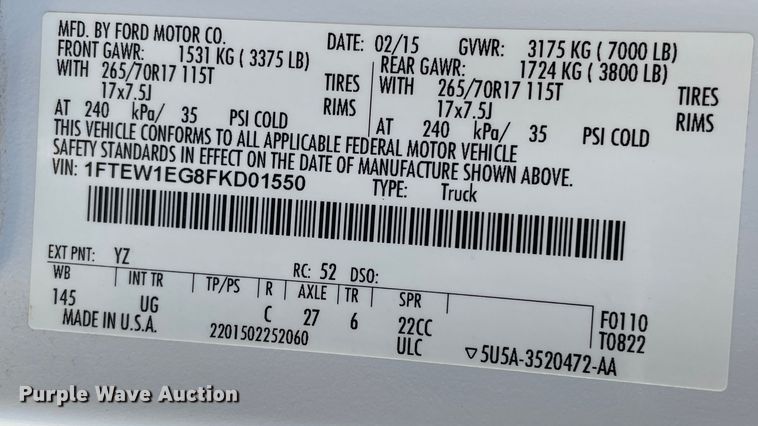 MFD. BY FORD MOTOR CO. DATE: 02/15 GVWR: 3175 KG ( 7000 LB)
FRONT GAWR: 1531 KG ( 3375 LB) REAR GAWR: 1724 KG ( 3800 LB)
WITH 265/70R17 115T TIRES WITH 265/70R17 115T TIRES
17x7.5J RIMS 17x7.5J RIMS
AT 240 kPa/ 35 PSI COLD AT 240 kPa/ 35 PSI COLD
THIS VEHICLE CONFORMS TO ALL APPLICABLE FEDERAL MOTOR VEHICLE
SAFETY STANDARDS IN EFFECT ON THE DATE OF MANUFACTURE SHOWN ABOVE.
VIN: 1FTEW1EG8FKD01550 TYPE: Truck
EXT PNT: YZ RC: 52 DSO:
WB INT TR TP/PS R AXLE TR SPR
145 UG C 27 6 22CC F0110
MADE IN U.S.A. 2201502252060 ULC T0822
▽5U5A-3520472-AA
Purple Wave Auction